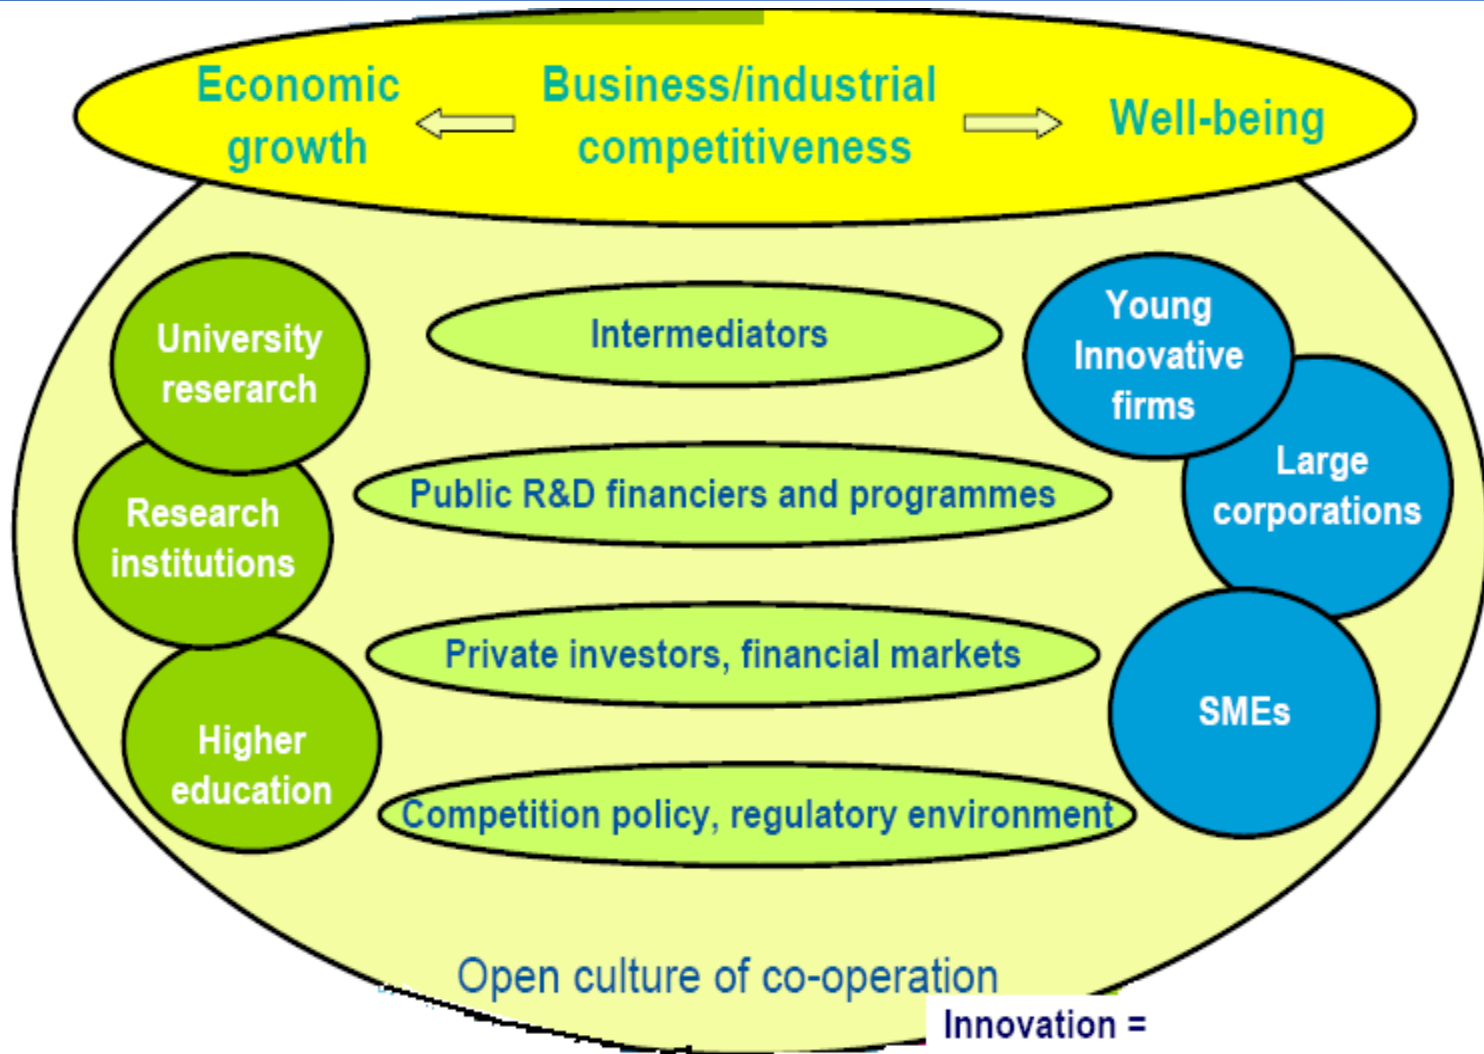 Economic
growth
Business/industrial
competitiveness
Well-being
University
reserarch
Research
institutions
Higher
education
Intermediators
Public R&D financiers and programmes
Private investors, financial markets
Competition policy, regulatory environment
Young
Innovative
firms
Large
corporations
SMEs
Open culture of co-operation
Innovation =